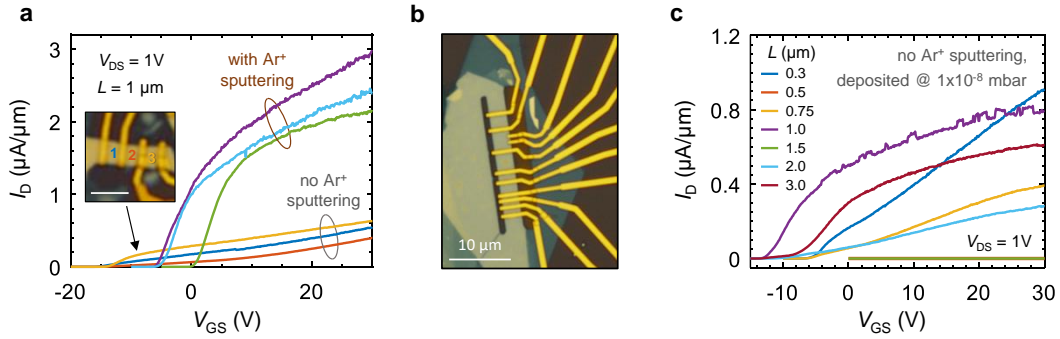 a
I_D (µA/µm)
3
2
1
0
V_DS = 1V
L = 1 µm
with Ar⁺
sputtering
no Ar⁺
sputtering
1 2 3
-20 0 20
V_GS (V)
b
10 µm
c
I_D (µA/µm)
1.2
0.8
0.4
0
L (µm)
0.3
0.5
0.75
1.0
1.5
2.0
3.0
no Ar⁺ sputtering,
deposited @ 1x10⁻⁸ mbar
V_DS = 1V
-10 0 10 20 30
V_GS (V)